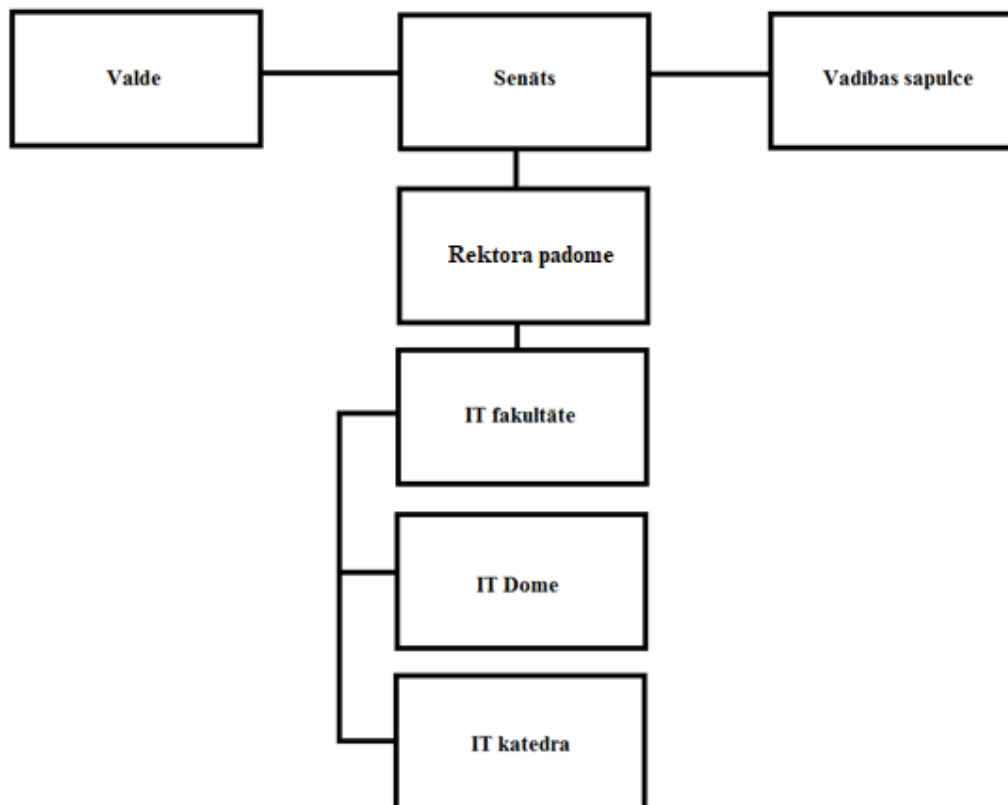 Valde
Senāts
Vadības sapulce
Rektora padome
IT fakultāte
IT Dome
IT katedra